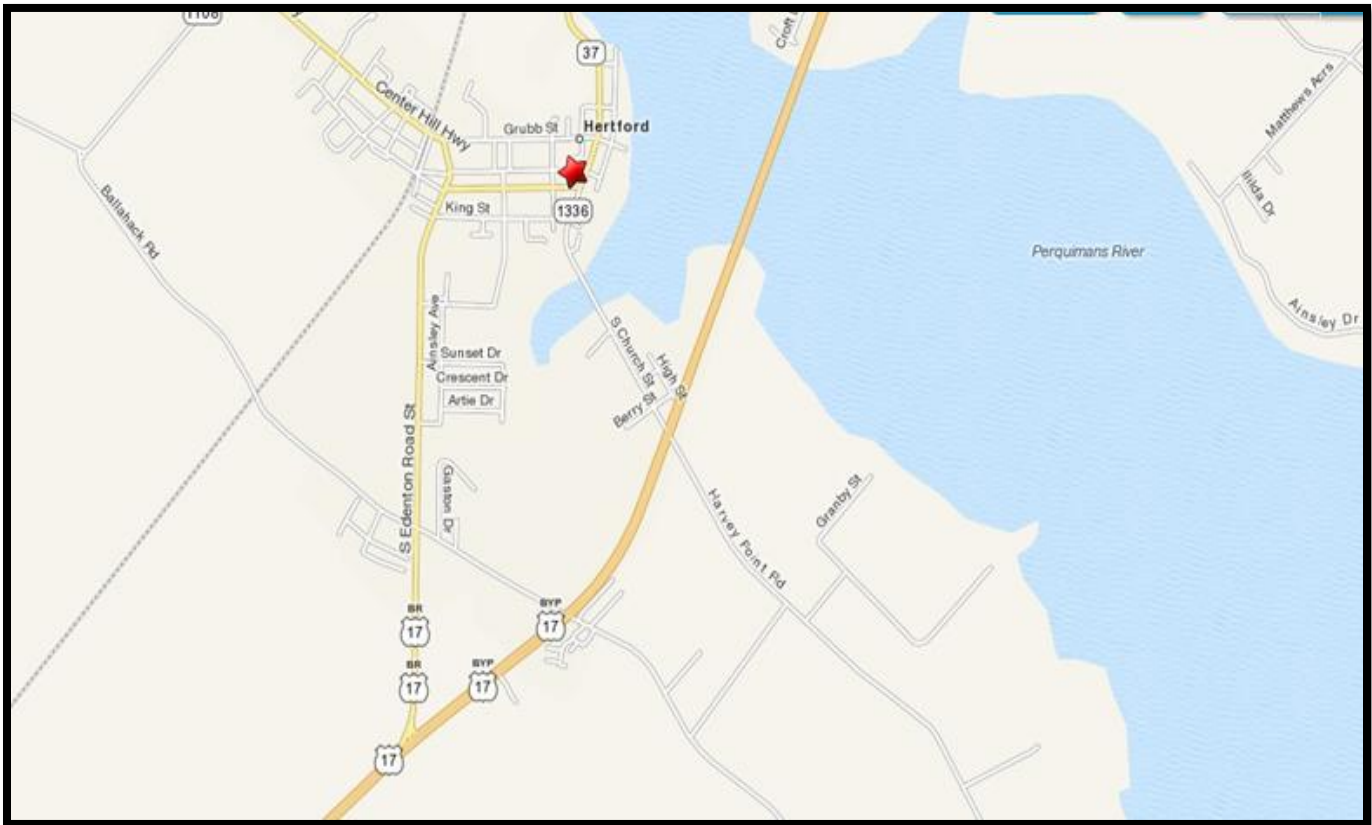 1108
37
Croft
Center Hill Hwy
Grubb St
Hertford
Matthews Acrs
Ilida Dr
King St
1336
Ballahack Rd
Perquimans River
Ainsley Dr
Ainsley Ave
S Church St
High St
Sunset Dr
Crescent Dr
Artie Dr
Berry St
S Edenton Road St
Gaston Dr
Harvey Point Rd
Granby St
BR
17
BYP
17
BR
17
BYP
17
17